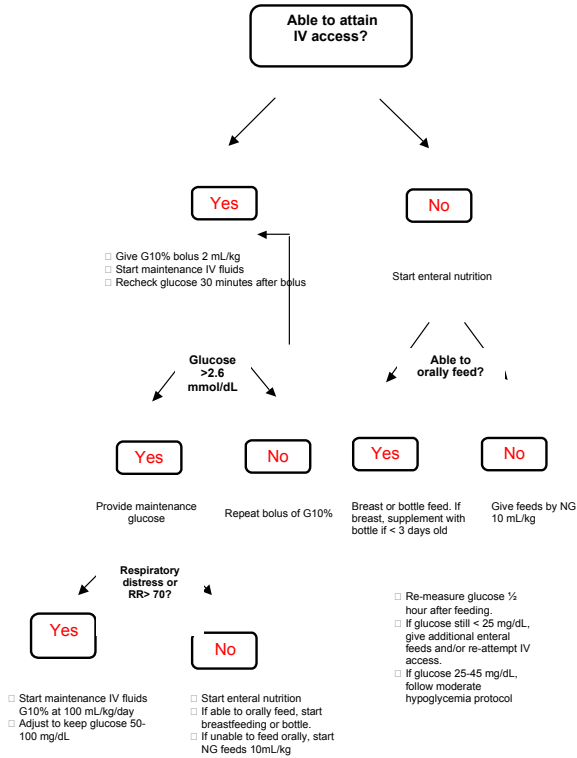 Able to attain
IV access?
Yes
No
□ Give G10% bolus 2 mL/kg
□ Start maintenance IV fluids
□ Recheck glucose 30 minutes after bolus
Start enteral nutrition
Glucose
>2.6
mmol/dL
Able to
orally feed?
Yes
No
Yes
No
Provide maintenance
glucose
Repeat bolus of G10%
Breast or bottle feed. If
breast, supplement with
bottle if < 3 days old
Give feeds by NG
10 mL/kg
Respiratory
distress or
RR> 70?
Yes
No
□ Re-measure glucose ½
hour after feeding.
□ If glucose still < 25 mg/dL,
give additional enteral
feeds and/or re-attempt IV
access.
□ If glucose 25-45 mg/dL,
follow moderate
hypoglycemia protocol
□ Start maintenance IV fluids
G10% at 100 mL/kg/day
□ Adjust to keep glucose 50-
100 mg/dL
□ Start enteral nutrition
□ If able to orally feed, start
breastfeeding or bottle.
□ If unable to feed orally, start
NG feeds 10mL/kg